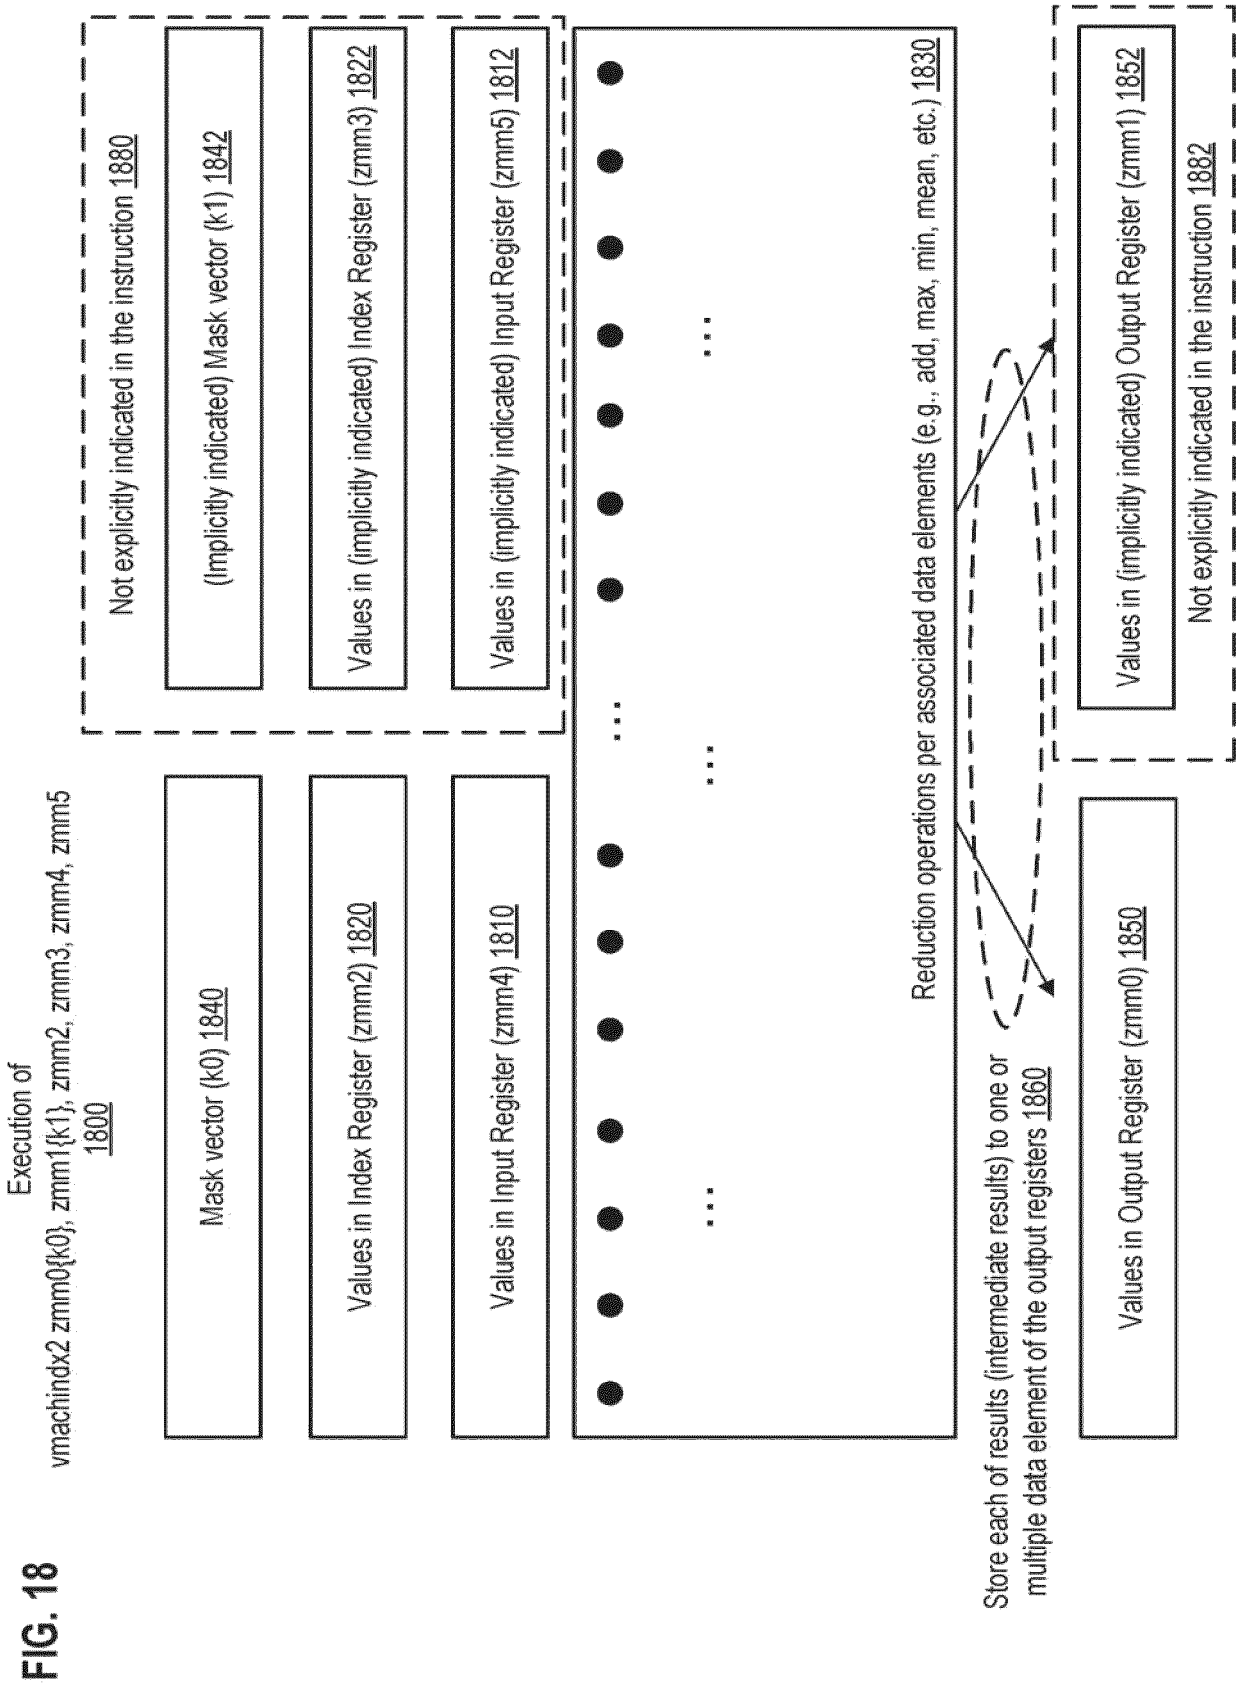 FIG. 18
Execution of
vmachindx2 zmm0{k0}, zmm1{k1}, zmm2, zmm3, zmm4, zmm5
1800
Not explicitly indicated in the instruction 1880
Mask vector (k0) 1840
(Implicitly indicated) Mask vector (k1) 1842
Values in Index Register (zmm2) 1820
Values in (implicitly indicated) Index Register (zmm3) 1822
Values in Input Register (zmm4) 1810
Values in (implicitly indicated) Input Register (zmm5) 1812
...
... ... ...
Reduction operations per associated data elements (e.g., add, max, min, mean, etc.) 1830
Store each of results (intermediate results) to one or
multiple data element of the output registers 1860
Values in Output Register (zmm0) 1850
Values in (implicitly indicated) Output Register (zmm1) 1852
Not explicitly indicated in the instruction 1882